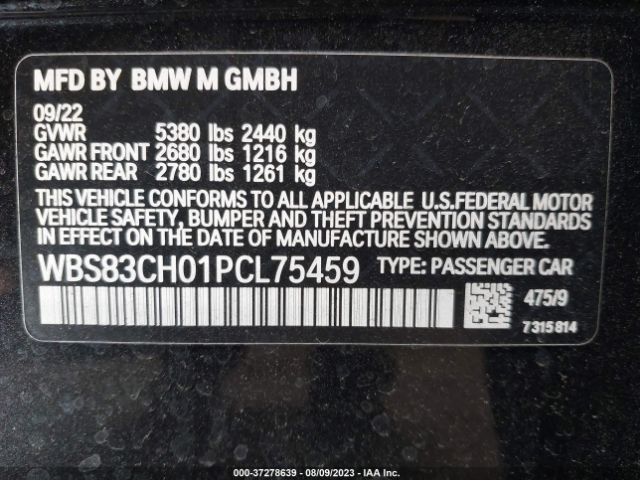 MFD BY BMW M GMBH
09/22
GVWR 5380 lbs 2440 kg
GAWR FRONT 2680 lbs 1216 kg
GAWR REAR 2780 lbs 1261 kg
THIS VEHICLE CONFORMS TO ALL APPLICABLE U.S.FEDERAL MOTOR
VEHICLE SAFETY, BUMPER AND THEFT PREVENTION STANDARDS
IN EFFECT ON THE DATE OF MANUFACTURE SHOWN ABOVE.
WBS83CH01PCL75459 TYPE: PASSENGER CAR
475/9
7315814
000-37278639 - 08/09/2023 - IAA Inc.